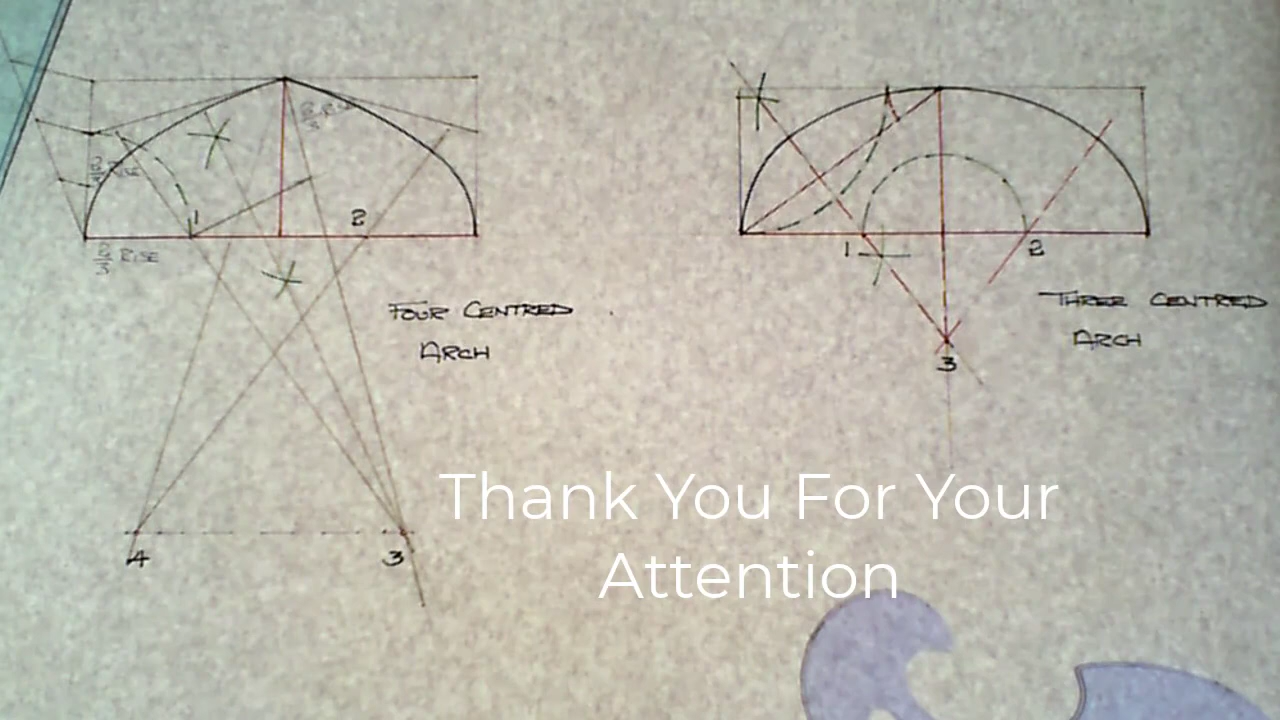 2/3 RISE
2/3 RISE
1
2
2/3 RISE
FOUR CENTRED
ARCH
4
3
1
2
THREE CENTRED
ARCH
3
Thank You For Your
Attention